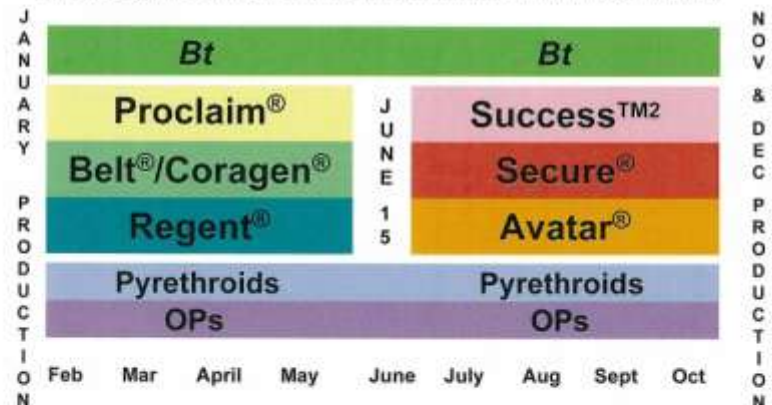 JANUARY PRODUCTION
Bt Bt
Proclaim® Success™2
Belt®/Coragen® Secure®
Regent® Avatar®
JUNE 15
Pyrethroids Pyrethroids
OPs OPs
Feb Mar April May June July Aug Sept Oct
NOV & DEC PRODUCTION